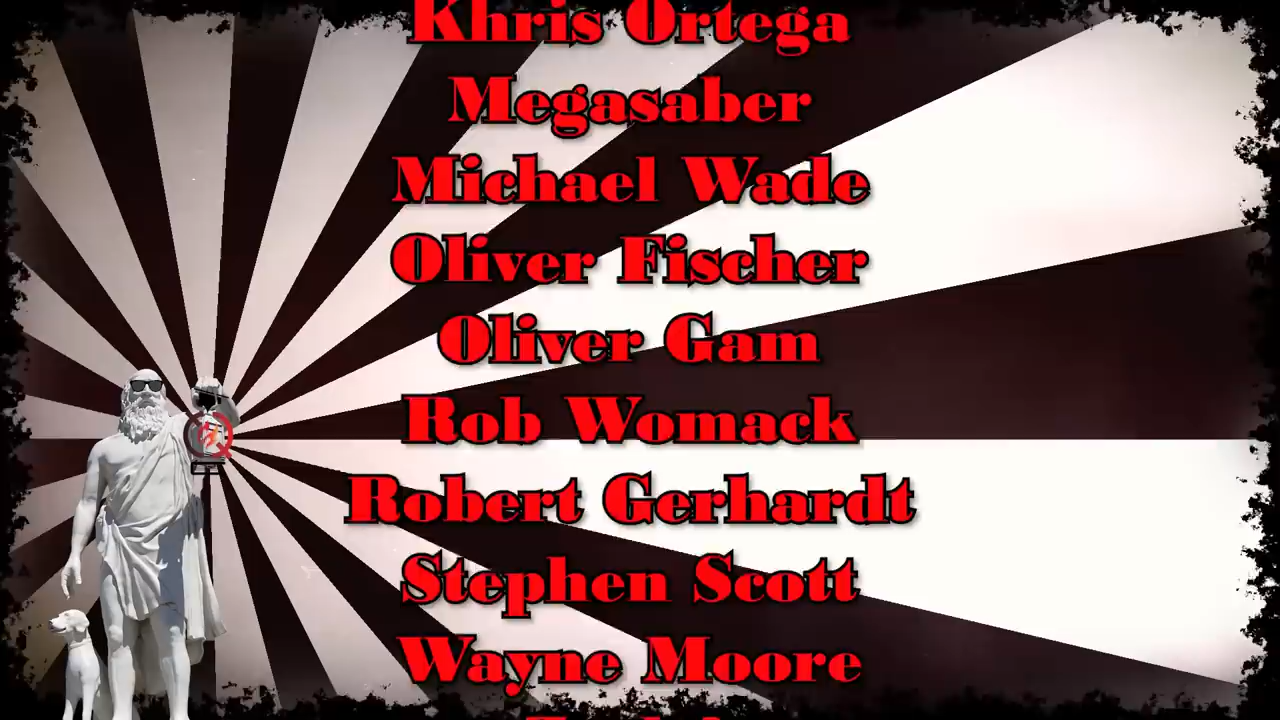 Khris Ortega
Megasaber
Michael Wade
Oliver Fischer
Oliver Gam
Rob Womack
Robert Gerhardt
Stephen Scott
Wayne Moore